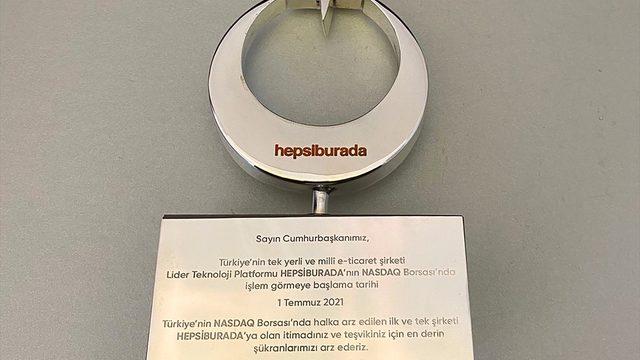 hepsiburada
Sayın Cumhurbaşkanımız,
Türkiye'nin tek yerli ve milli e-ticaret şirketi
Lider Teknoloji Platformu HEPSİBURADA'nın NASDAQ Borsası'nda
işlem görmeye başlama tarihi
1 Temmuz 2021
Türkiye'nin NASDAQ Borsası'nda halka arz edilen ilk ve tek şirketi
HEPSİBURADA'ya olan itimadınız ve teşvikiniz için en derin
şükranlarımızı arz ederiz.